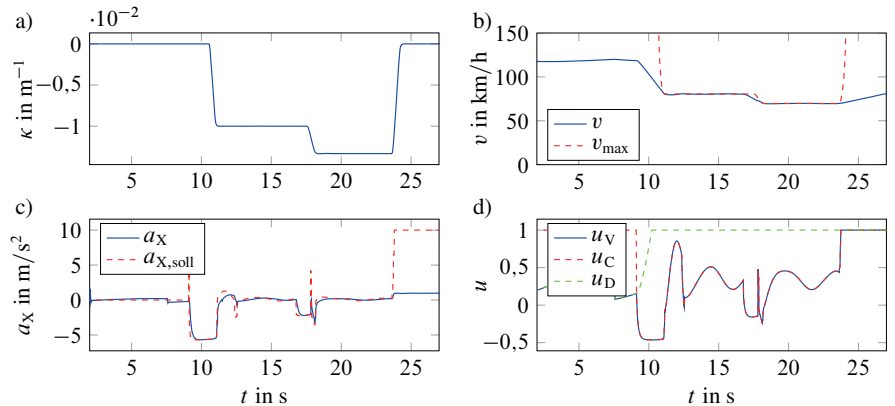 a)
·10⁻²
0
−0,5
−1
κ in m⁻¹
5 10 15 20 25
b)
150
100
50
0
v in km/h
v
v_max
5 10 15 20 25
c)
10
5
0
−5
a_X in m/s²
a_X
a_X,soll
5 10 15 20 25
t in s
d)
1
0.5
0
−0,5
u
u_V
u_C
u_D
5 10 15 20 25
t in s